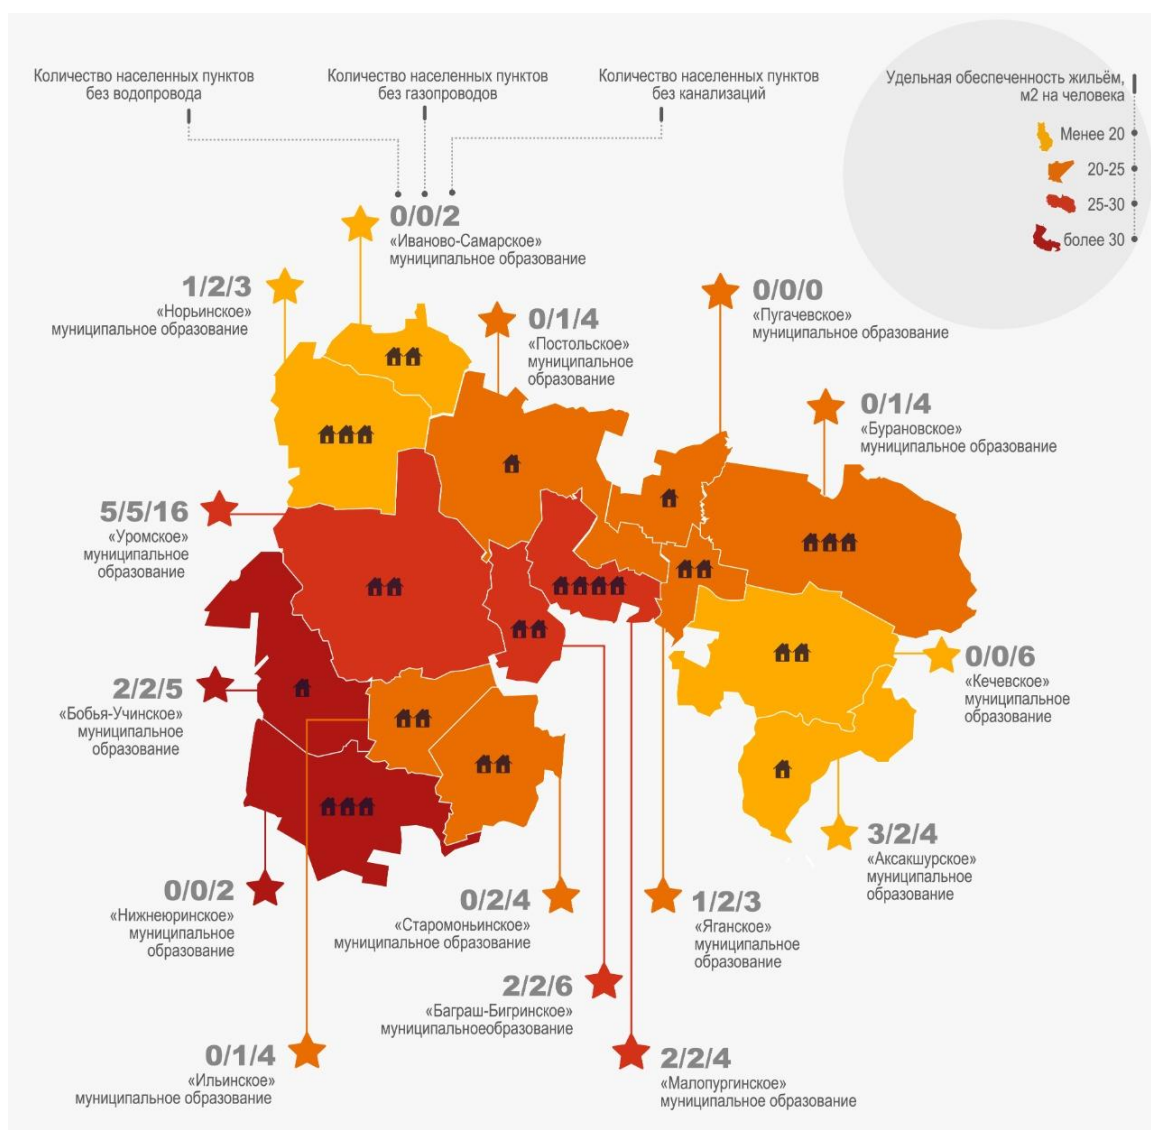 Количество населенных пунктов
без водопровода
Количество населенных пунктов
без газопроводов
Количество населенных пунктов
без канализаций
Удельная обеспеченность жильём,
м2 на человека
Менее 20
20-25
25-30
более 30
0/0/2
«Иваново-Самарское»
муниципальное образование
1/2/3
«Норьинское»
муниципальное образование
0/1/4
«Постольское»
муниципальное
образование
0/0/0
«Пугачевское»
муниципальное образование
0/1/4
«Бурановское»
муниципальное образование
5/5/16
«Уромское»
муниципальное
образование
0/0/6
«Кечевское»
муниципальное
образование
2/2/5
«Бобья-Учинское»
муниципальное
образование
3/2/4
«Аксакшурское»
муниципальное
образование
0/0/2
«Нижнеюринское»
муниципальное
образование
0/2/4
«Старомоньинское»
муниципальное образование
1/2/3
«Яганское»
муниципальное
образование
2/2/6
«Баграш-Бигринское»
муниципальноеобразование
0/1/4
«Ильинское»
муниципальное образование
2/2/4
«Малопургинское»
муниципальное образование